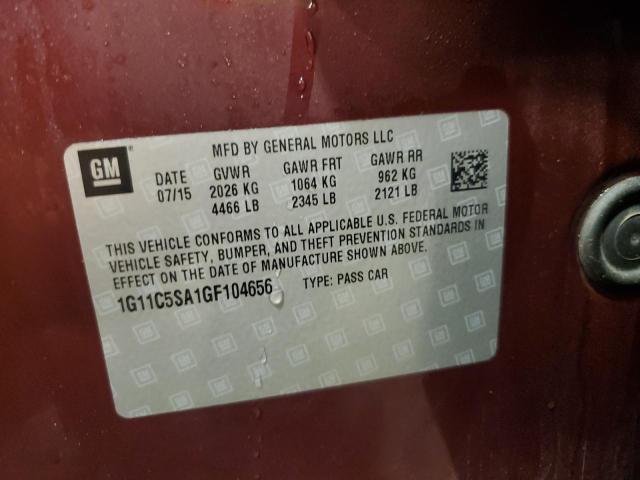 GM
MFD BY GENERAL MOTORS LLC
DATE GVWR GAWR FRT GAWR RR
07/15 2026 KG 1064 KG 962 KG
4466 LB 2345 LB 2121 LB
THIS VEHICLE CONFORMS TO ALL APPLICABLE U.S. FEDERAL MOTOR
VEHICLE SAFETY, BUMPER, AND THEFT PREVENTION STANDARDS IN
EFFECT ON THE DATE OF MANUFACTURE SHOWN ABOVE.
1G11C5SA1GF104656 TYPE: PASS CAR